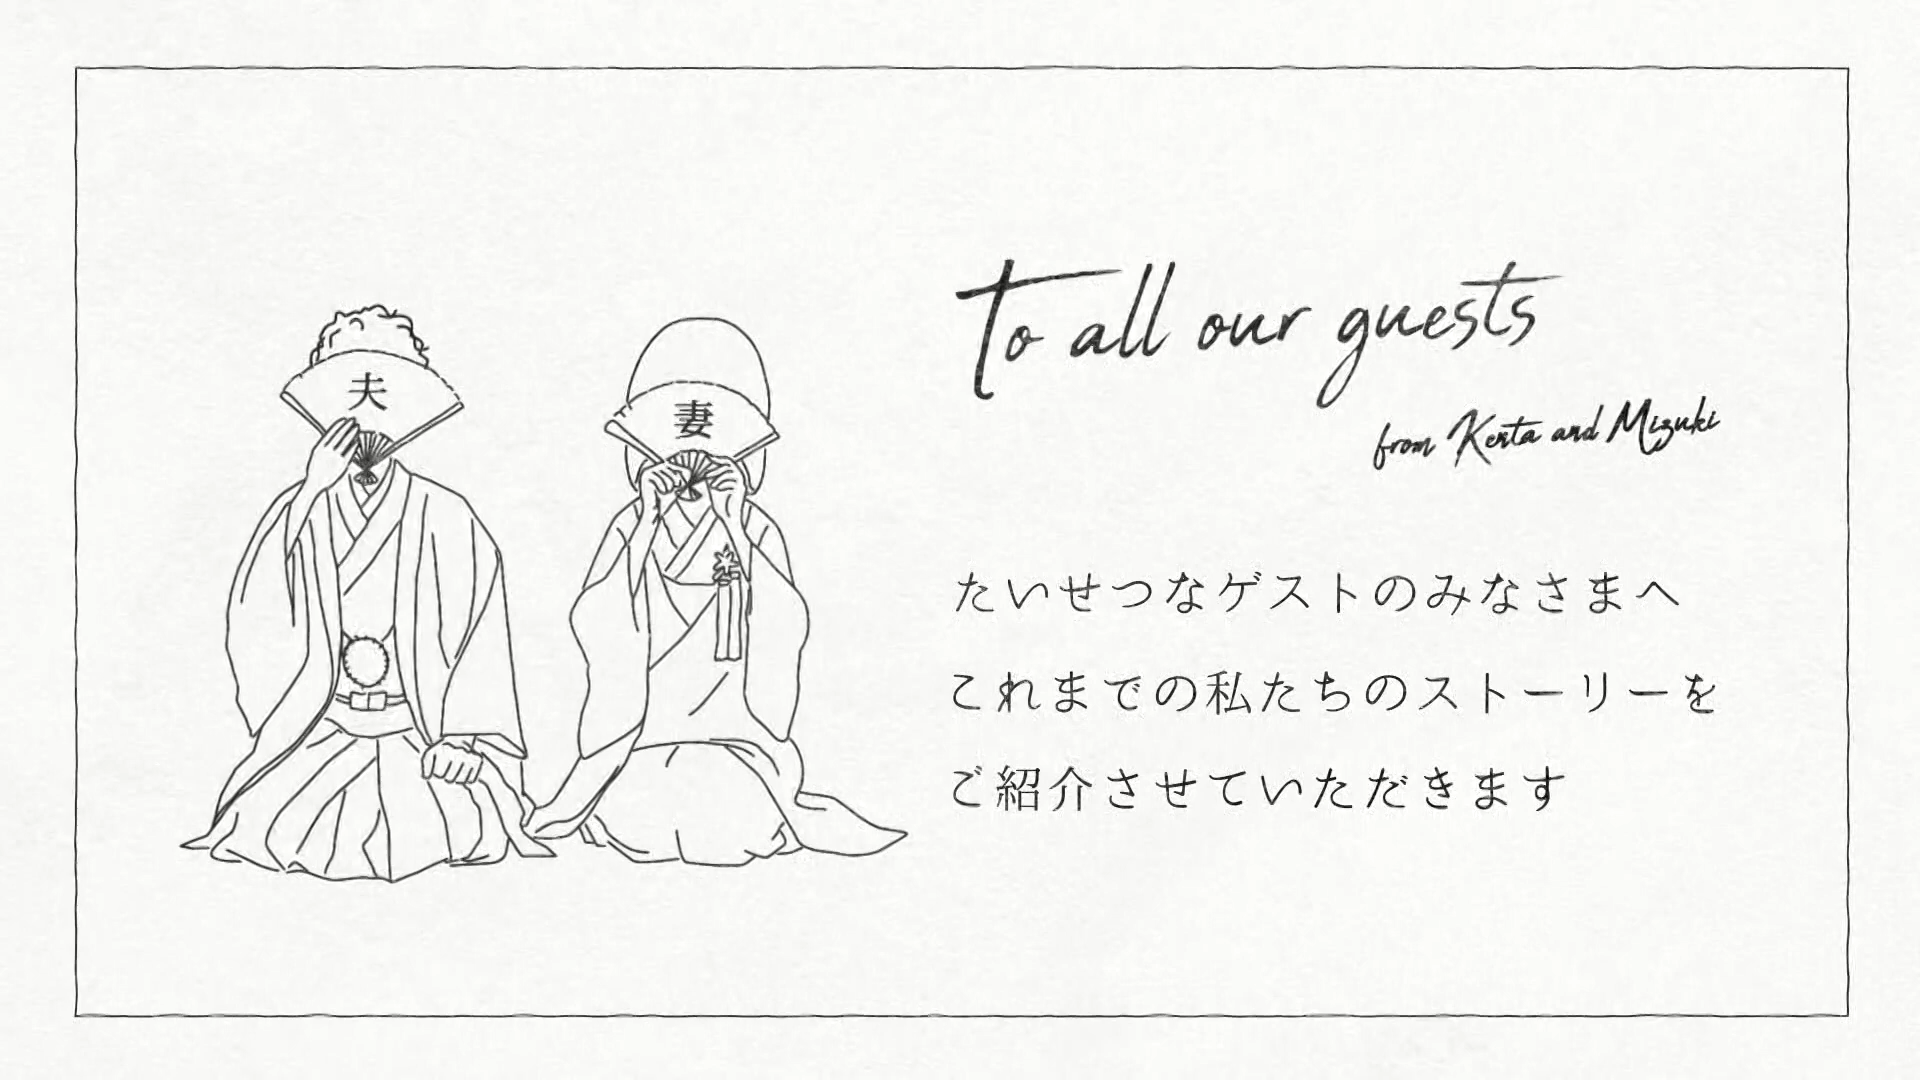 夫
妻
To all our guests
from Kenta and Mizuki
たいせつなゲストのみなさまへ
これまでの私たちのストーリーを
ご紹介させていただきます